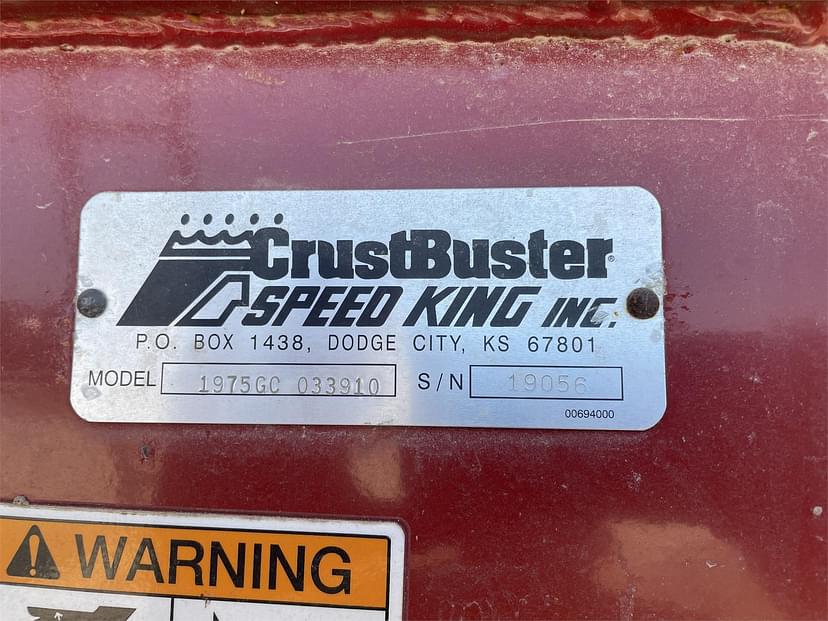 CrustBuster®
SPEED KING INC.
P.O. BOX 1438, DODGE CITY, KS 67801
MODEL 1975GC 033910 S/N 19056
00694000
WARNING